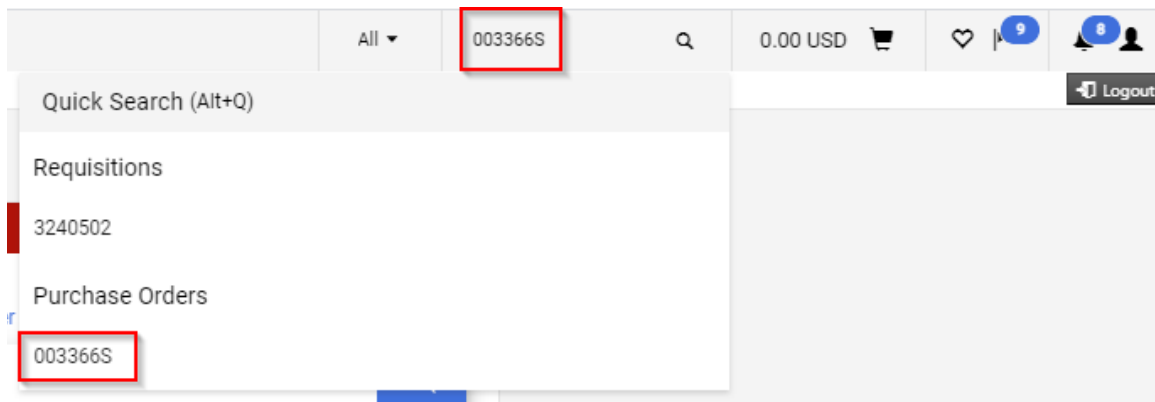 All
003366S
0.00 USD
9
8
Logout
Quick Search (Alt+Q)
Requisitions
3240502
Purchase Orders
r
003366S